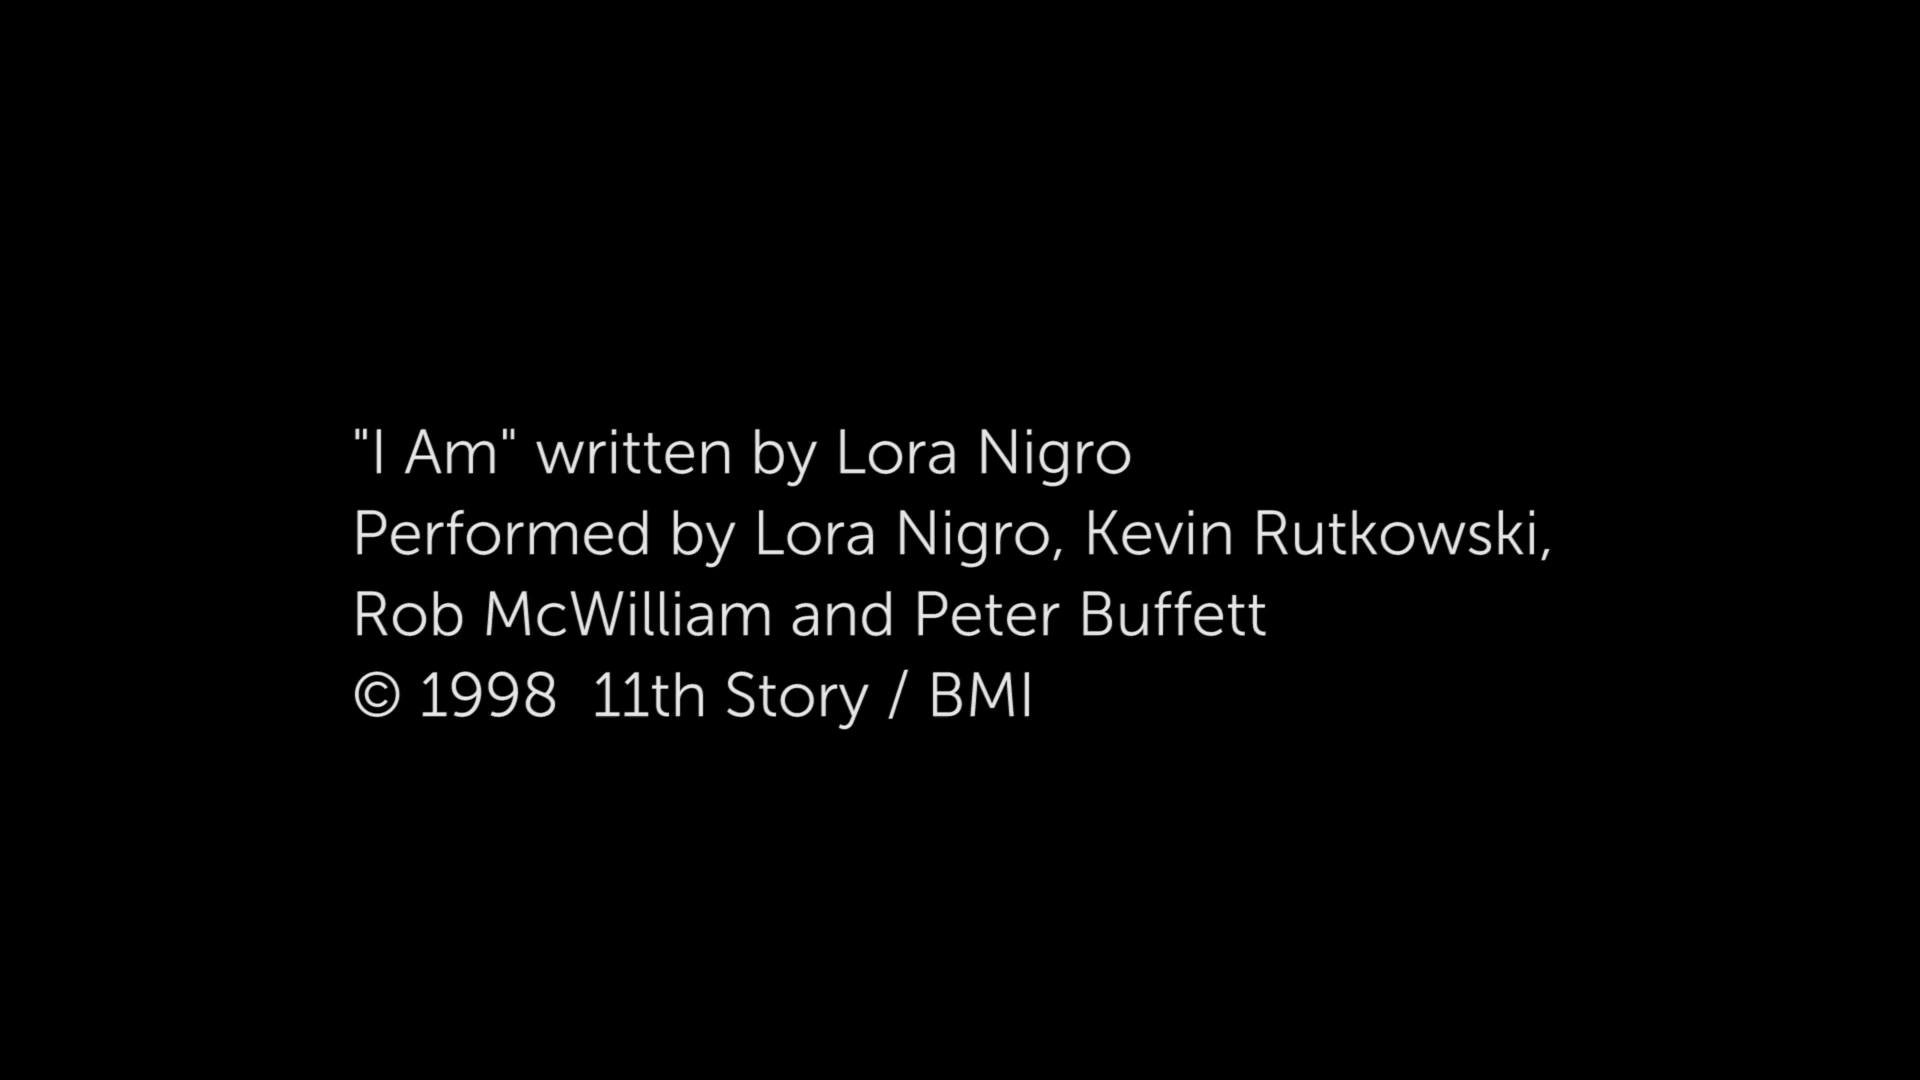 "I Am" written by Lora Nigro
Performed by Lora Nigro, Kevin Rutkowski,
Rob McWilliam and Peter Buffett
© 1998  11th Story / BMI